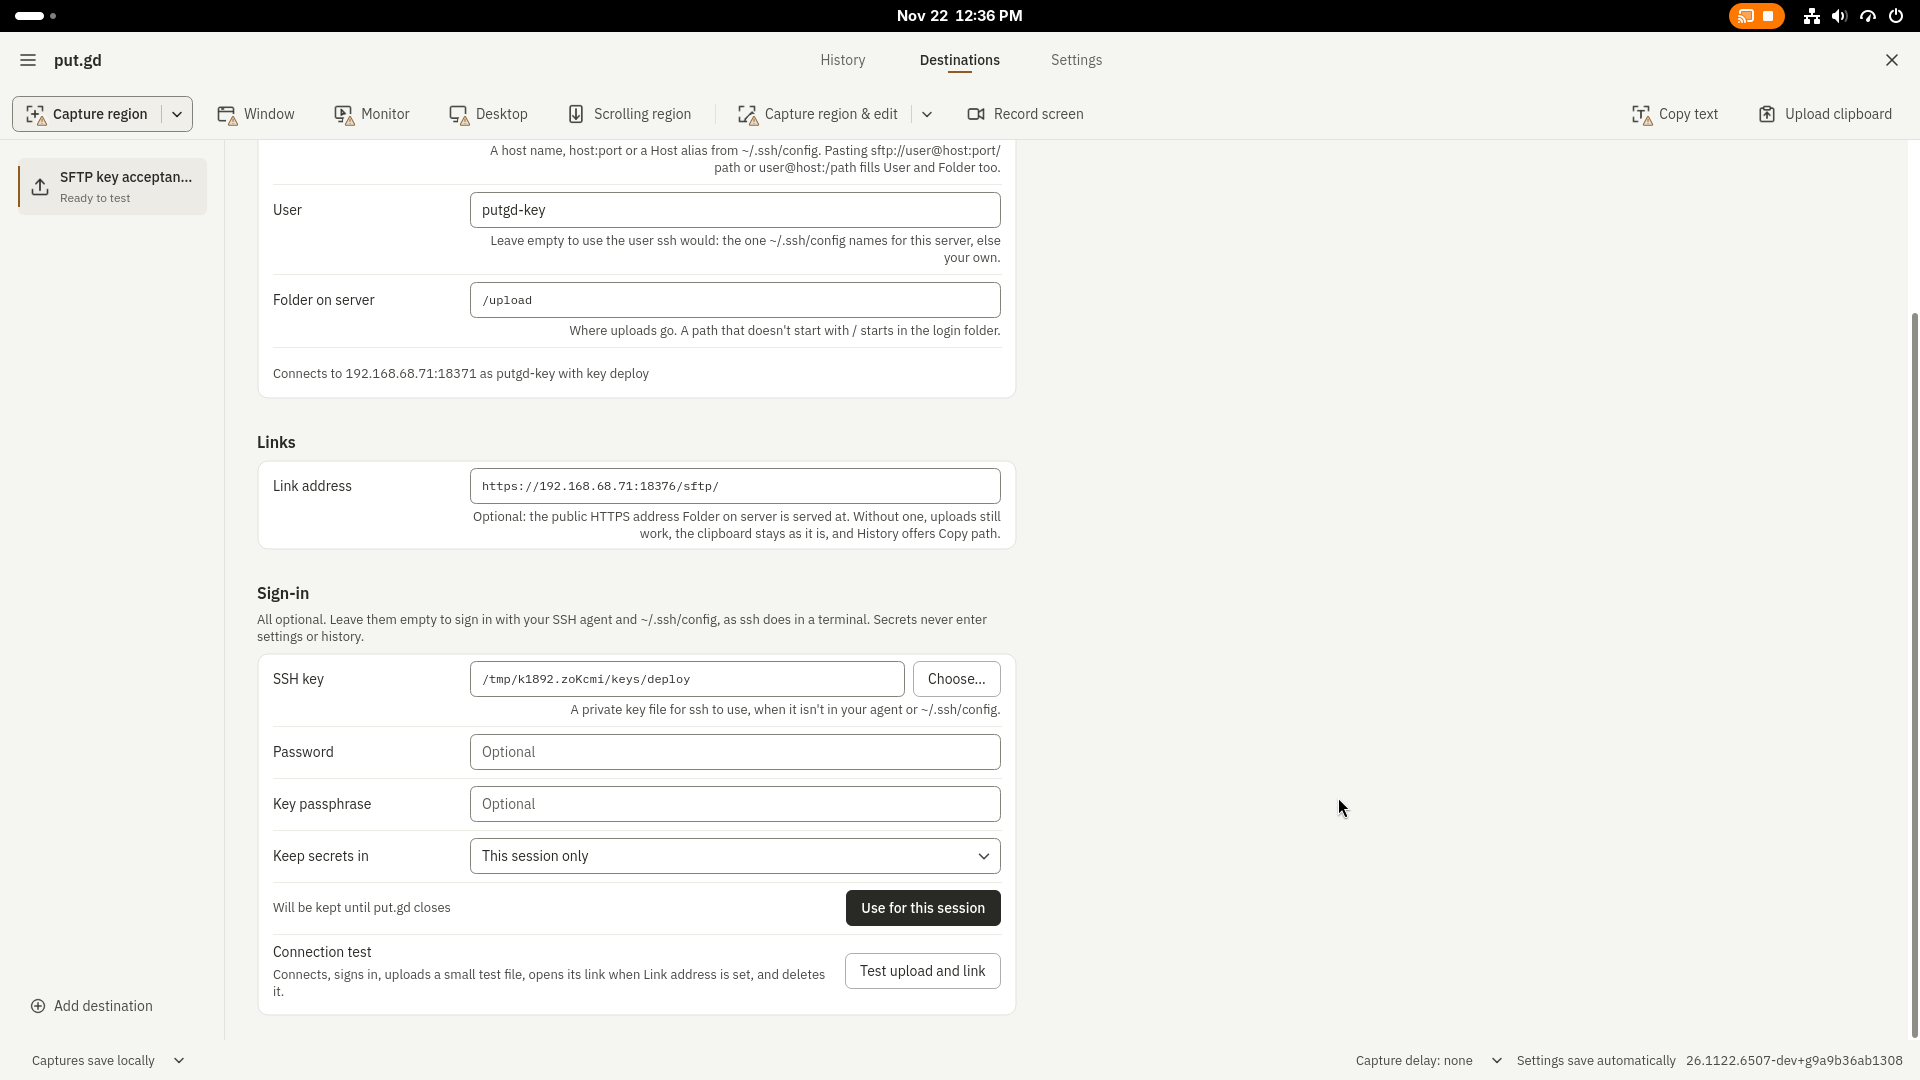 Nov 22 12:36 PM
put.gd
History
Destinations
Settings
Capture region
Window
Monitor
Desktop
Scrolling region
Capture region & edit
Record screen
Copy text
Upload clipboard
SFTP key acceptan...
Ready to test
A host name, host:port or a Host alias from ~/.ssh/config. Pasting sftp://user@host:port/
path or user@host:/path fills User and Folder too.
User
putgd-key
Leave empty to use the user ssh would: the one ~/.ssh/config names for this server, else
your own.
Folder on server
/upload
Where uploads go. A path that doesn't start with / starts in the login folder.
Connects to 192.168.68.71:18371 as putgd-key with key deploy
Links
Link address
https://192.168.68.71:18376/sftp/
Optional: the public HTTPS address Folder on server is served at. Without one, uploads still
work, the clipboard stays as it is, and History offers Copy path.
Sign-in
All optional. Leave them empty to sign in with your SSH agent and ~/.ssh/config, as ssh does in a terminal. Secrets never enter
settings or history.
SSH key
/tmp/k1892.zoKcmi/keys/deploy
Choose...
A private key file for ssh to use, when it isn't in your agent or ~/.ssh/config.
Password
Optional
Key passphrase
Optional
Keep secrets in
This session only
Will be kept until put.gd closes
Use for this session
Connection test
Connects, signs in, uploads a small test file, opens its link when Link address is set, and deletes
it.
Test upload and link
Add destination
Captures save locally
Capture delay: none
Settings save automatically
26.1122.6507-dev+g9a9b36ab1308